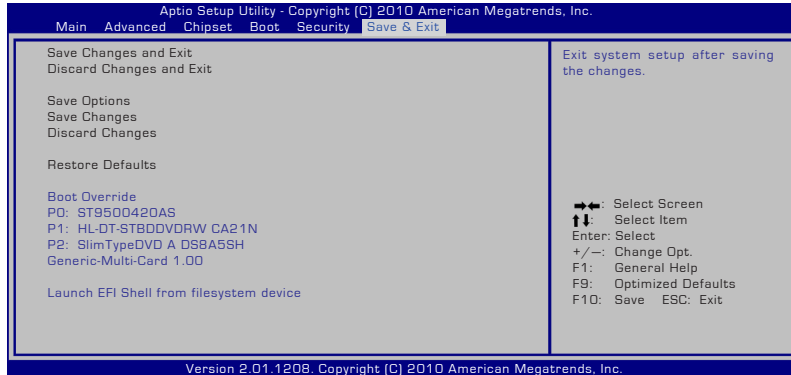 Aptio Setup Utility - Copyright (C) 2010 American Megatrends, Inc.
Main Advanced Chipset Boot Security Save & Exit
Save Changes and Exit
Discard Changes and Exit
Save Options
Save Changes
Discard Changes
Restore Defaults
Boot Override
P0: ST9500420AS
P1: HL-DT-STBDDVDRW CA21N
P2: SlimTypeDVD A DS8A5SH
Generic-Multi-Card 1.00
Launch EFI Shell from filesystem device
Exit system setup after saving
the changes.
→←: Select Screen
↑↓: Select Item
Enter: Select
+/—: Change Opt.
F1: General Help
F9: Optimized Defaults
F10: Save ESC: Exit
Version 2.01.1208. Copyright (C) 2010 American Megatrends, Inc.